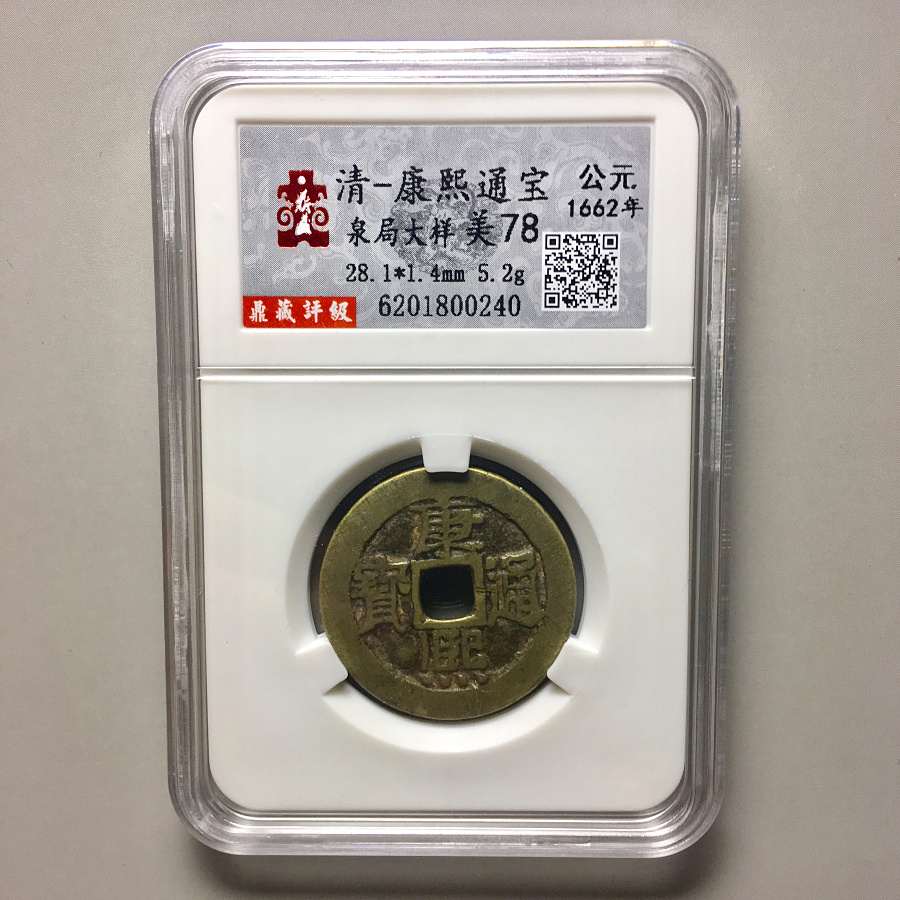 清-康熙通宝
公元
1662年
泉局大样 美78
28.1*1.4mm 5.2g
鼎藏評級
6201800240
康熙通寶